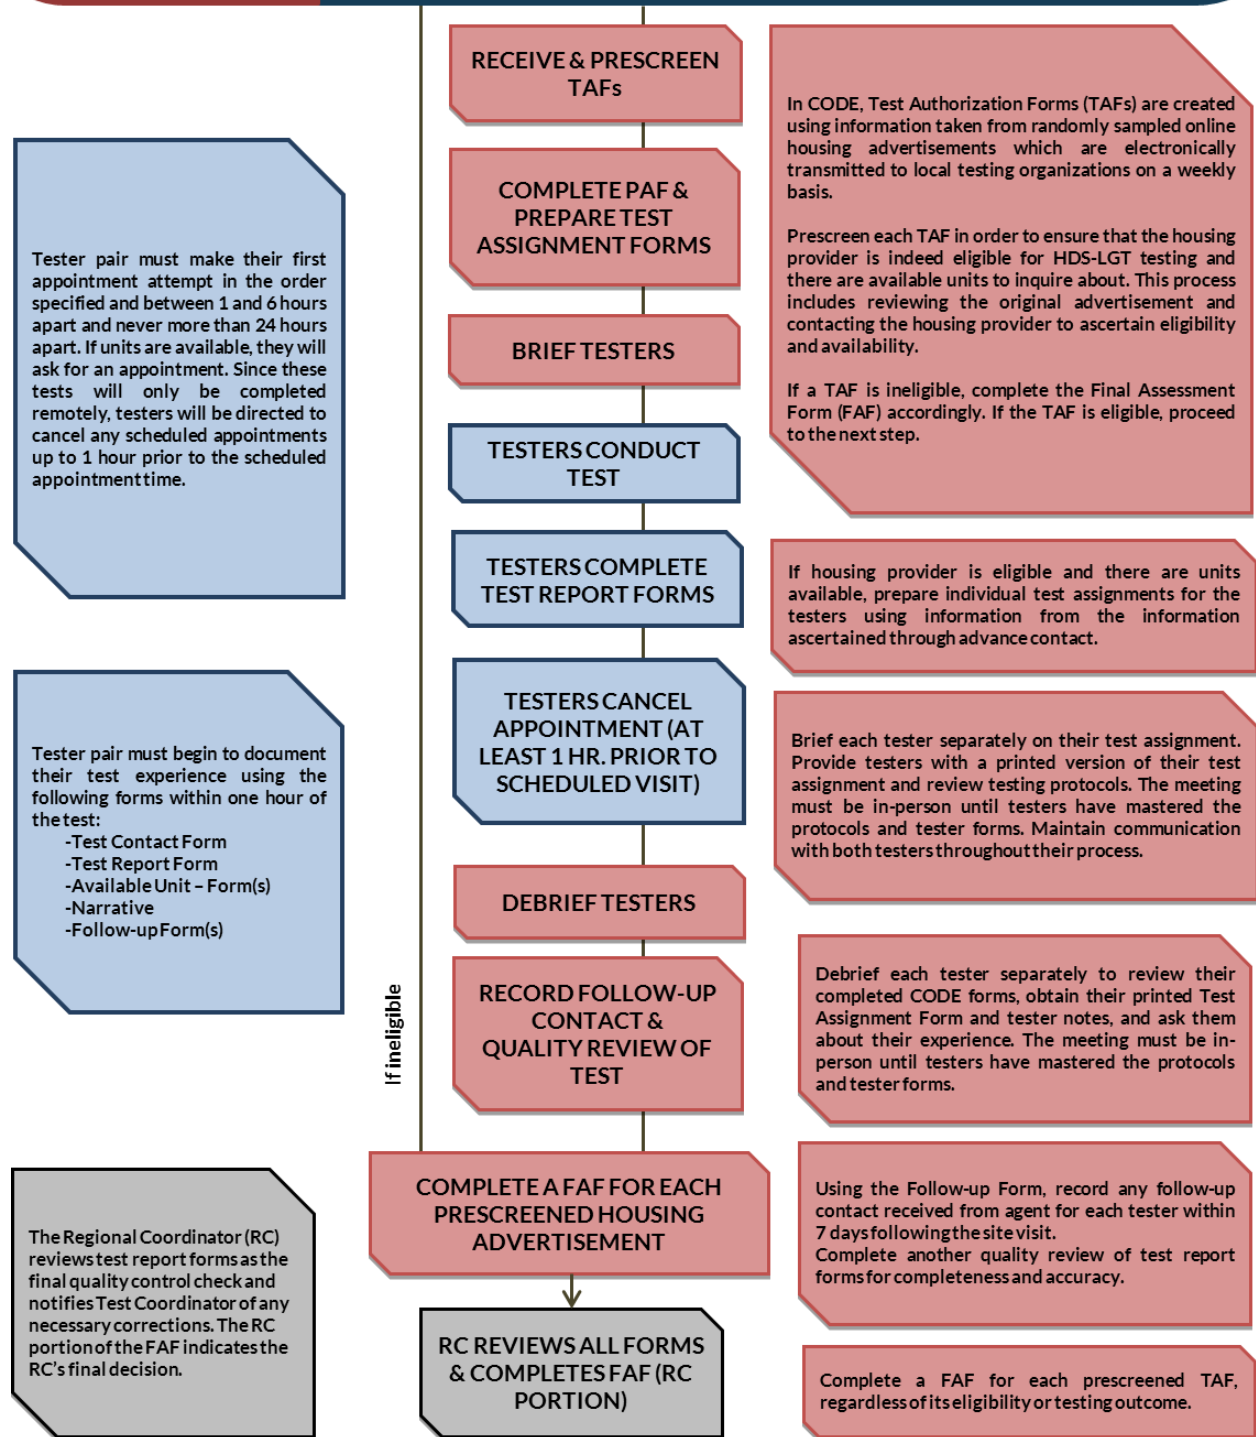 RECEIVE & PRESCREEN
TAFs
COMPLETE PAF &
PREPARE TEST
ASSIGNMENT FORMS
BRIEF TESTERS
TESTERS CONDUCT
TEST
TESTERS COMPLETE
TEST REPORT FORMS
TESTERS CANCEL
APPOINTMENT (AT
LEAST 1 HR. PRIOR TO
SCHEDULED VISIT)
DEBRIEF TESTERS
RECORD FOLLOW-UP
CONTACT &
QUALITY REVIEW OF
TEST
If ineligible
COMPLETE A FAF FOR EACH
PRESCREENED HOUSING
ADVERTISEMENT
RC REVIEWS ALL FORMS
& COMPLETES FAF (RC
PORTION)
Tester pair must make their first
appointment attempt in the order
specified and between 1 and 6 hours
apart and never more than 24 hours
apart. If units are available, they will
ask for an appointment. Since these
tests will only be completed
remotely, testers will be directed to
cancel any scheduled appointments
up to 1 hour prior to the scheduled
appointment time.
Tester pair must begin to document
their test experience using the
following forms within one hour of
the test:
-Test Contact Form
-Test Report Form
-Available Unit – Form(s)
-Narrative
-Follow-up Form(s)
The Regional Coordinator (RC)
reviews test report forms as the
final quality control check and
notifies Test Coordinator of any
necessary corrections. The RC
portion of the FAF indicates the
RC's final decision.
In CODE, Test Authorization Forms (TAFs) are created
using information taken from randomly sampled online
housing advertisements which are electronically
transmitted to local testing organizations on a weekly
basis.
Prescreen each TAF in order to ensure that the housing
provider is indeed eligible for HDS-LGT testing and
there are available units to inquire about. This process
includes reviewing the original advertisement and
contacting the housing provider to ascertain eligibility
and availability.
If a TAF is ineligible, complete the Final Assessment
Form (FAF) accordingly. If the TAF is eligible, proceed
to the next step.
If housing provider is eligible and there are units
available, prepare individual test assignments for the
testers using information from the information
ascertained through advance contact.
Brief each tester separately on their test assignment.
Provide testers with a printed version of their test
assignment and review testing protocols. The meeting
must be in-person until testers have mastered the
protocols and tester forms. Maintain communication
with both testers throughout their process.
Debrief each tester separately to review their
completed CODE forms, obtain their printed Test
Assignment Form and tester notes, and ask them
about their experience. The meeting must be in-
person until testers have mastered the protocols
and tester forms.
Using the Follow-up Form, record any follow-up
contact received from agent for each tester within
7 days following the site visit.
Complete another quality review of test report
forms for completeness and accuracy.
Complete a FAF for each prescreened TAF,
regardless of its eligibility or testing outcome.